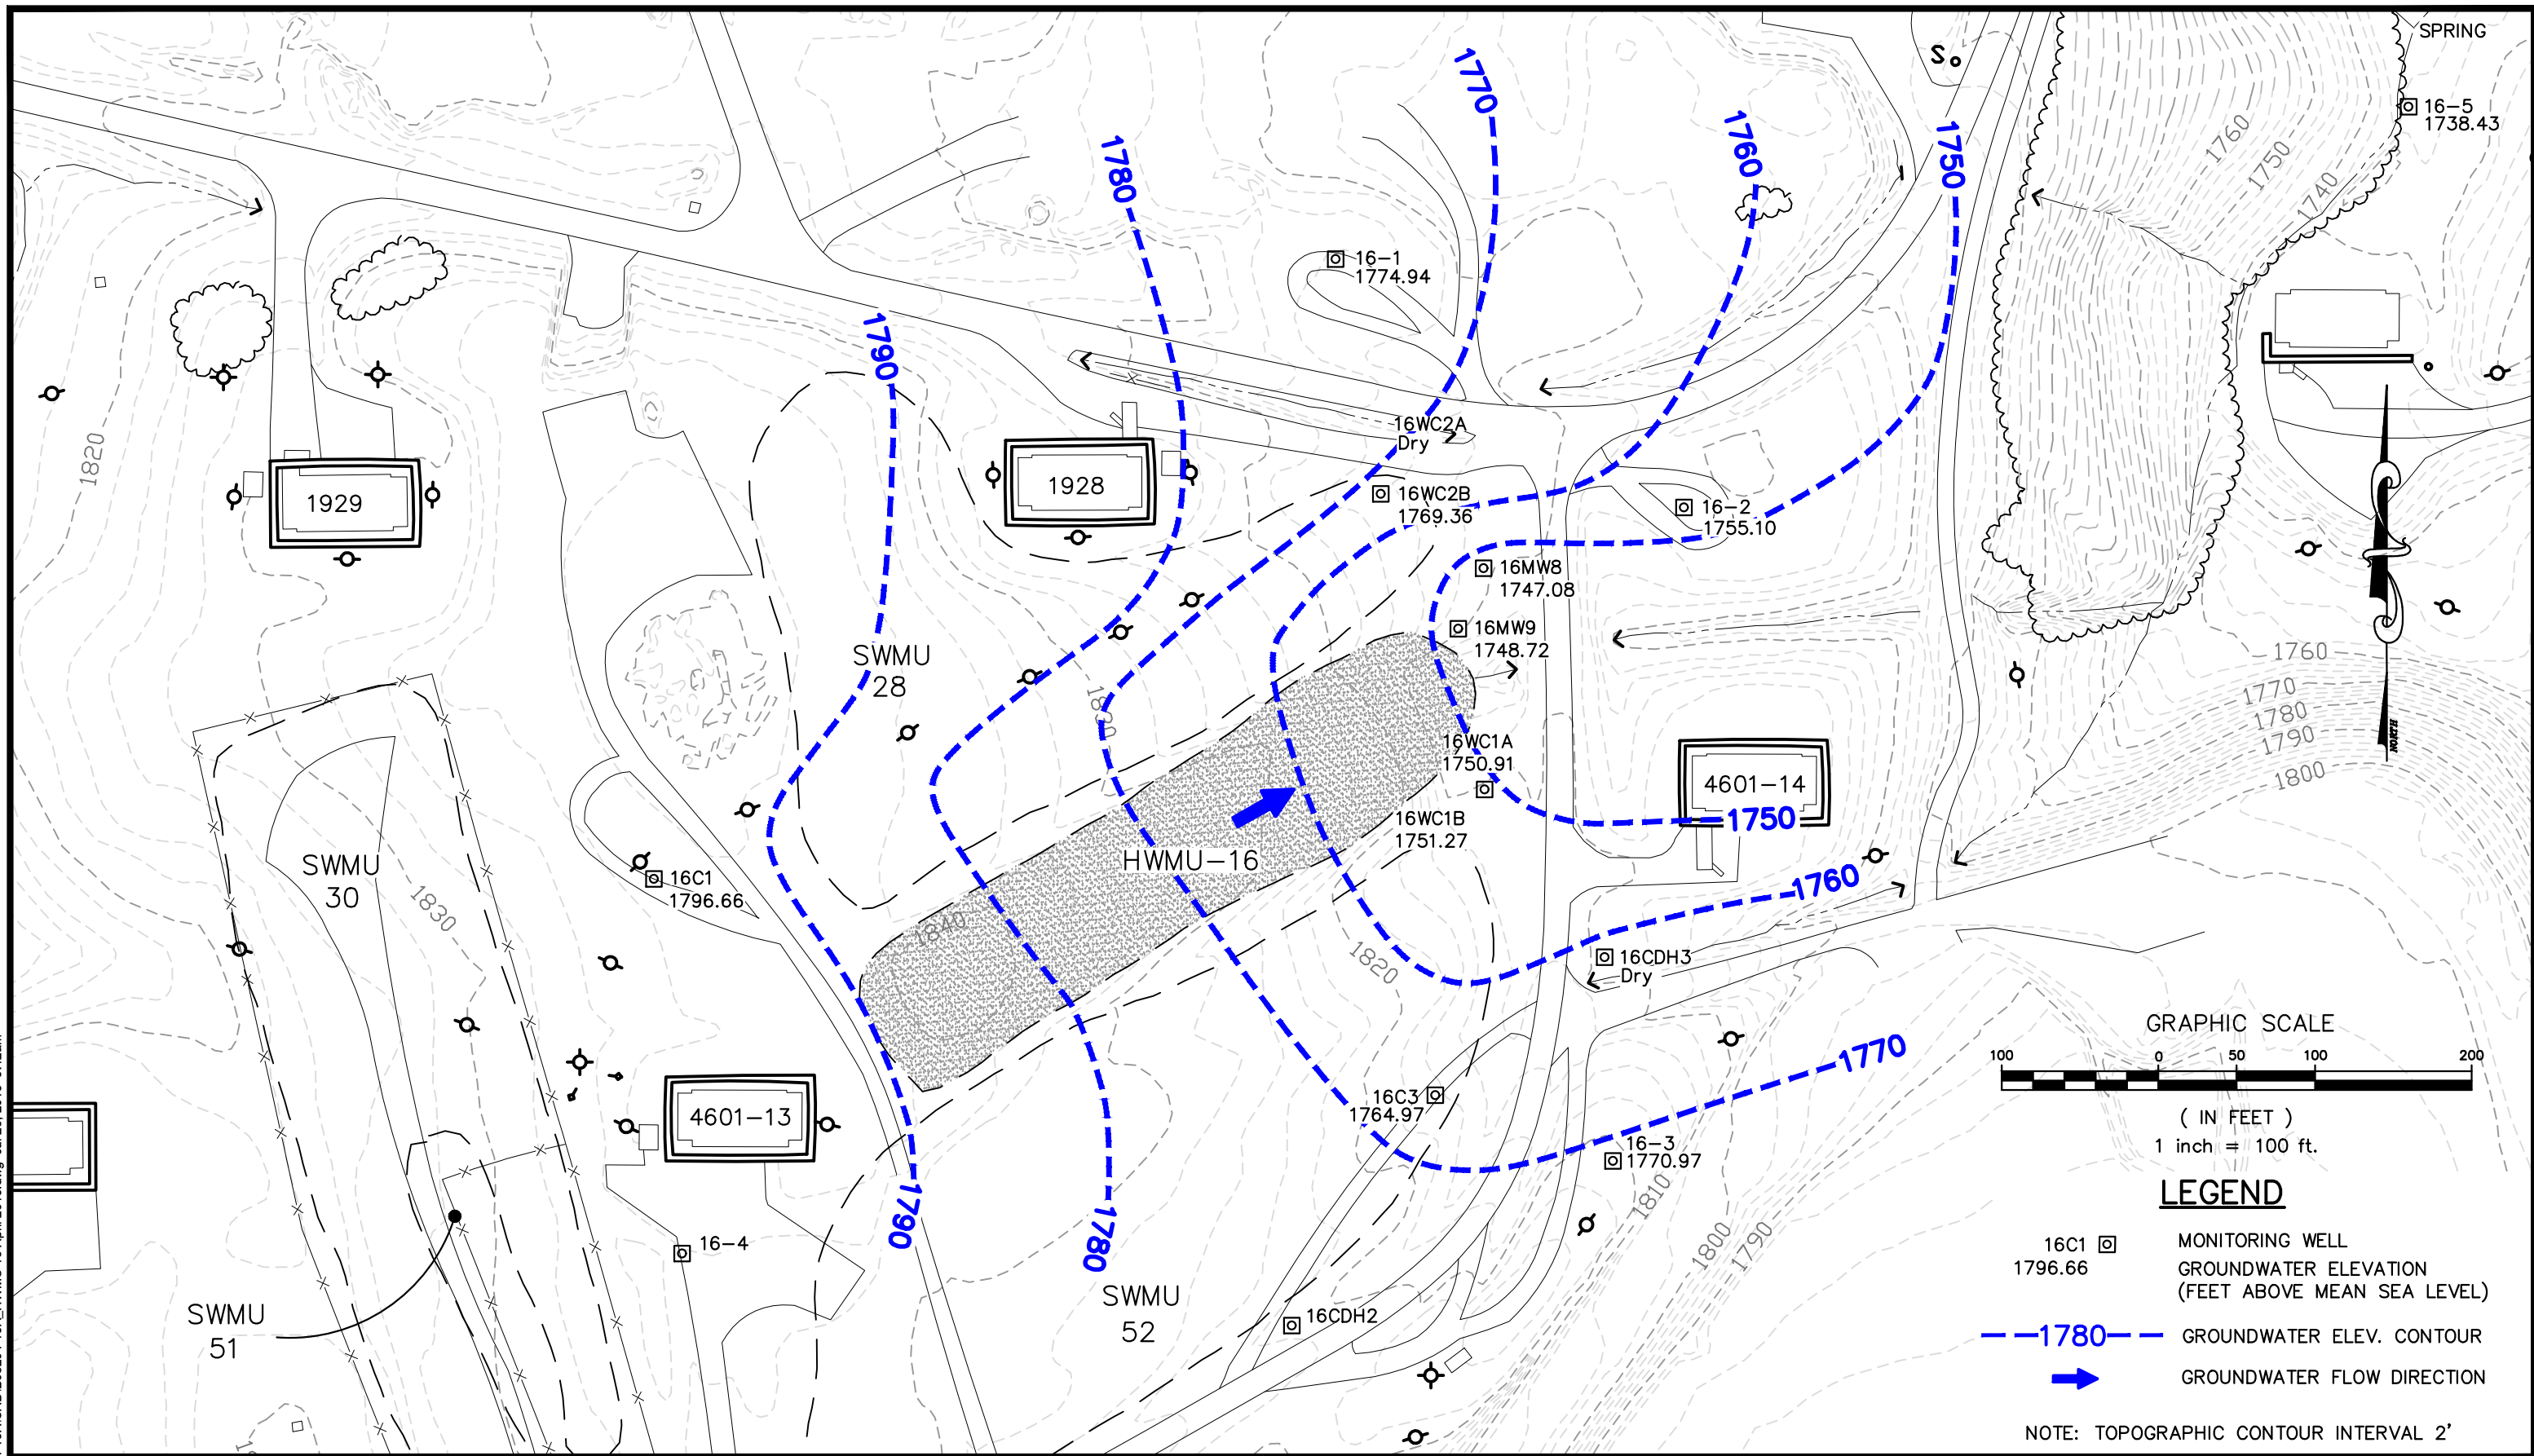 SPRING
S
1770
16-5
1738.43
1760
1750
1760
1780
1750
1740
16-1
1774.94
1790
16WC2A
Dry
1820
1928
1929
16WC2B
1769.36
16-2
1755.10
16MW8
1747.08
16MW9
1748.72
SWMU
28
1760
1770
1780
1790
1800
1830
NORTH
16WC1A
1750.91
4601-14
1750
16WC1B
1751.27
HWMU-16
SWMU
30
16C1
1796.66
1760
1830
1840
1820
16CDH3
Dry
GRAPHIC SCALE
100 0 50 100 200
( IN FEET )
1 inch = 100 ft.
1770
16C3
1764.97
4601-13
16-3
1770.97
1810
1790
1780
16-4
1800
1790
SWMU
51
SWMU
52
16CDH2
LEGEND
16C1
1796.66
MONITORING WELL
GROUNDWATER ELEVATION
(FEET ABOVE MEAN SEA LEVEL)
1780
GROUNDWATER ELEV. CONTOUR
GROUNDWATER FLOW DIRECTION
NOTE: TOPOGRAPHIC CONTOUR INTERVAL 2'